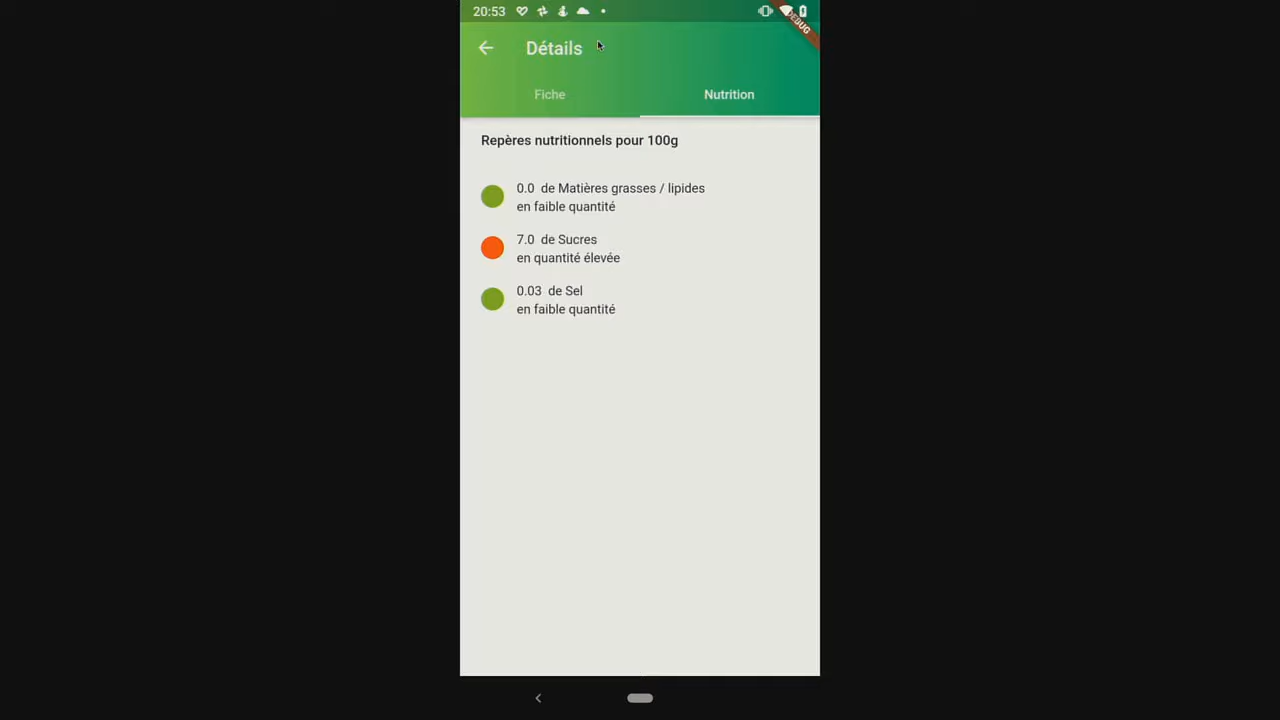 20:53
DEBUG
Détails
Fiche
Nutrition
Repères nutritionnels pour 100g
0.0  de Matières grasses / lipides
en faible quantité
7.0  de Sucres
en quantité élevée
0.03  de Sel
en faible quantité